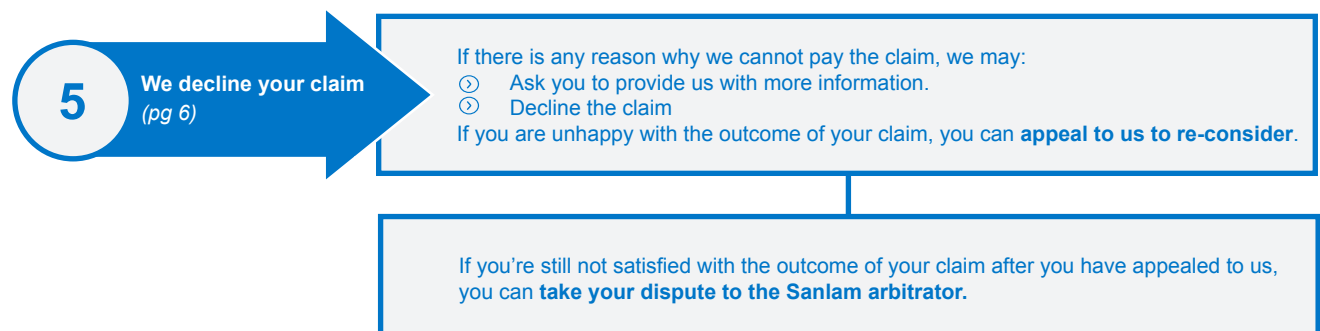 5
We decline your claim
(pg 6)
If there is any reason why we cannot pay the claim, we may:
Ask you to provide us with more information.
Decline the claim
If you are unhappy with the outcome of your claim, you can appeal to us to re-consider.
If you’re still not satisfied with the outcome of your claim after you have appealed to us,
you can take your dispute to the Sanlam arbitrator.